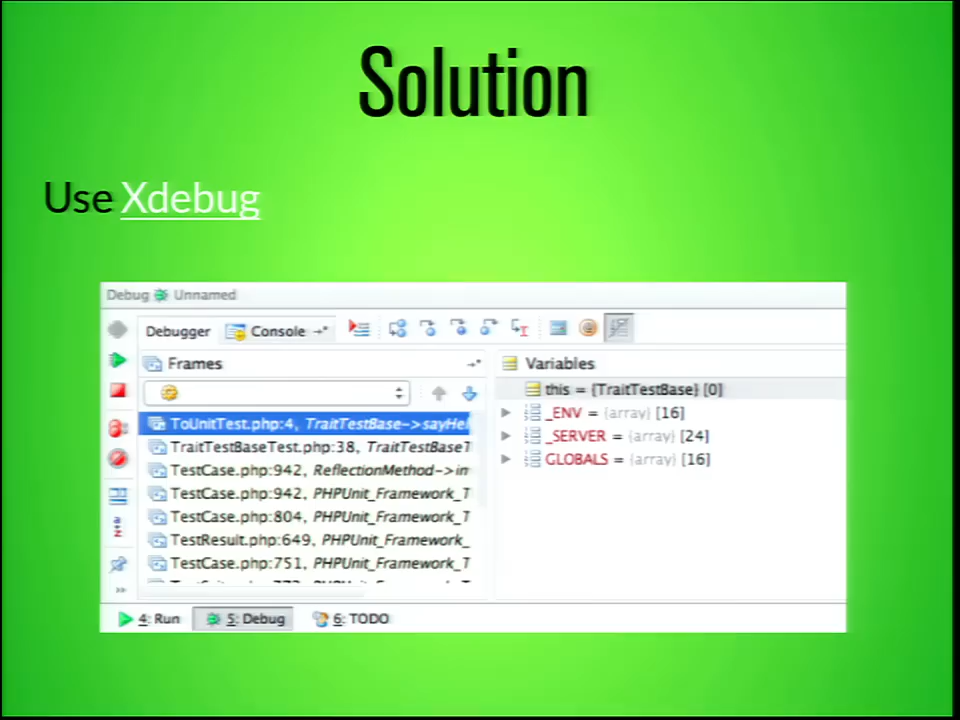 Solution
Use Xdebug
Debug Unnamed
Debugger Console
Frames
Variables
this = {TraitTestBase} [0]
_ENV = {array} [16]
_SERVER = {array} [24]
GLOBALS = {array} [16]
ToUnitTest.php:4, TraitTestBase->sayHel
TraitTestBaseTest.php:38, TraitTestBaseT
TestCase.php:942, ReflectionMethod->in
TestCase.php:942, PHPUnit_Framework_T
TestCase.php:804, PHPUnit_Framework_T
TestResult.php:649, PHPUnit_Framework_
TestCase.php:751, PHPUnit_Framework_T
4: Run 5: Debug 6: TODO